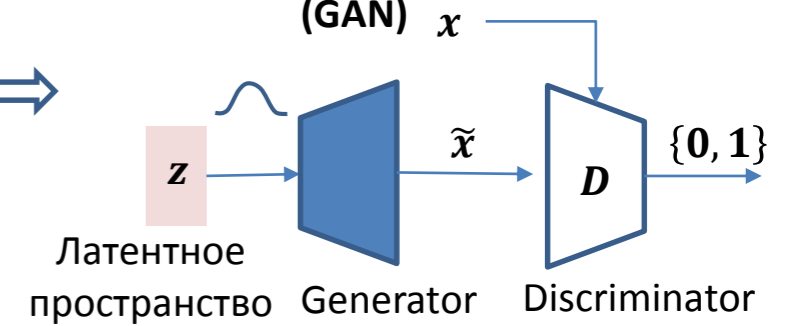 (GAN) x
z
x̃
D
{0, 1}
Латентное
пространство
Generator
Discriminator